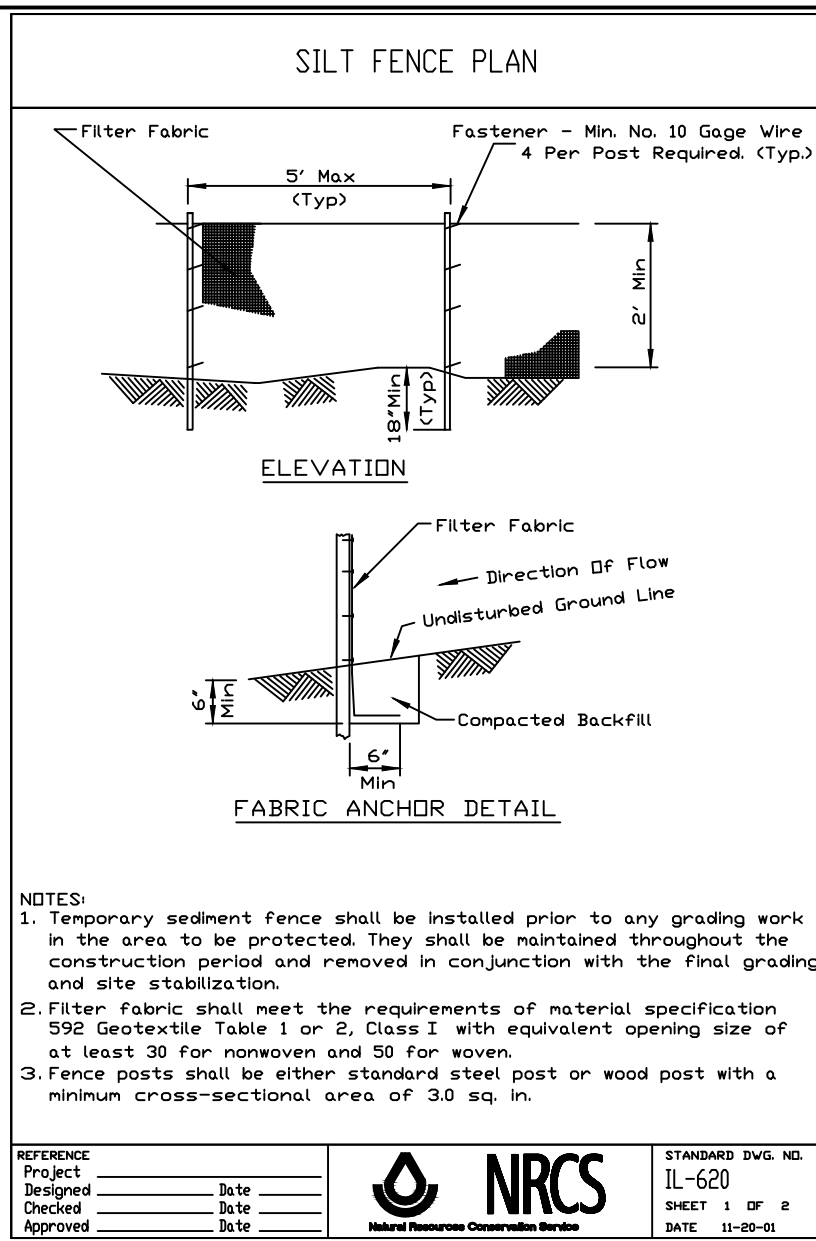 SILT FENCE PLAN
Filter Fabric
Fastener - Min. No. 10 Gage Wire
4 Per Post Required. (Typ.)
5' Max
(Typ)
2' Min
18"Min
(Typ)
ELEVATION
Filter Fabric
Direction Of Flow
Undisturbed Ground Line
6"
Min
Compacted Backfill
6"
Min
FABRIC ANCHOR DETAIL
NOTES:
1. Temporary sediment fence shall be installed prior to any grading work
in the area to be protected. They shall be maintained throughout the
construction period and removed in conjunction with the final grading
and site stabilization.
2. Filter fabric shall meet the requirements of material specification
592 Geotextile Table 1 or 2, Class I with equivalent opening size of
at least 30 for nonwoven and 50 for woven.
3. Fence posts shall be either standard steel post or wood post with a
minimum cross-sectional area of 3.0 sq. in.
REFERENCE
Project
Designed Date
Checked Date
Approved Date
NRCS
Natural Resources Conservation Service
STANDARD DWG. NO.
IL-620
SHEET 1 OF 2
DATE 11-20-01